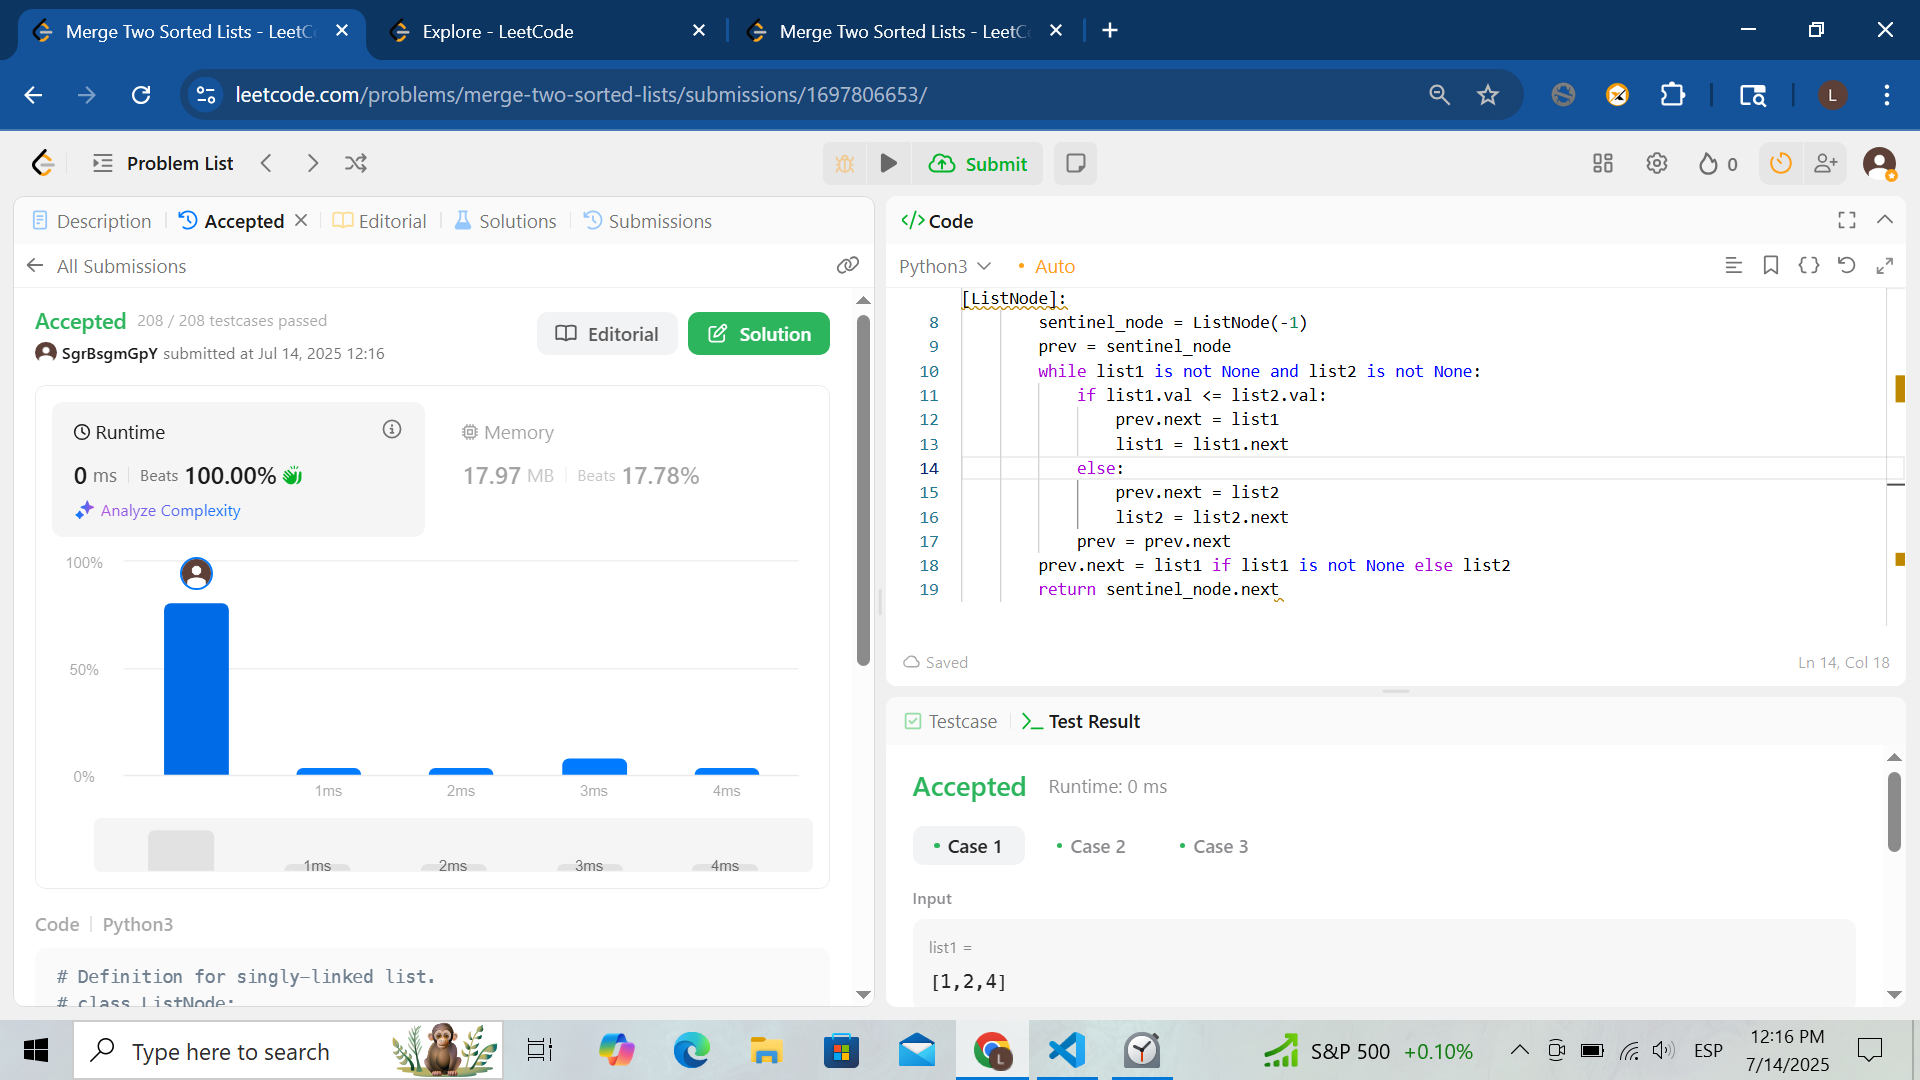 Merge Two Sorted Lists - LeetC
Explore - LeetCode
Merge Two Sorted Lists - LeetC
leetcode.com/problems/merge-two-sorted-lists/submissions/1697806653/
L
Problem List
Submit
0
Description
Accepted
Editorial
Solutions
Submissions
All Submissions
Accepted 208 / 208 testcases passed
SgrBsgmGpY submitted at Jul 14, 2025 12:16
Editorial
Solution
Runtime
0 ms Beats 100.00%
Analyze Complexity
Memory
17.97 MB Beats 17.78%
100%
50%
0%
1ms 2ms 3ms 4ms
1ms 2ms 3ms 4ms
Code | Python3
# Definition for singly-linked list.
# class ListNode:
</> Code
Python3
Auto
[ListNode]:
8 sentinel_node = ListNode(-1)
9 prev = sentinel_node
10 while list1 is not None and list2 is not None:
11 if list1.val <= list2.val:
12 prev.next = list1
13 list1 = list1.next
14 else:
15 prev.next = list2
16 list2 = list2.next
17 prev = prev.next
18 prev.next = list1 if list1 is not None else list2
19 return sentinel_node.next
Saved
Ln 14, Col 18
Testcase
Test Result
Accepted Runtime: 0 ms
• Case 1 • Case 2 • Case 3
Input
list1 =
[1,2,4]
Type here to search
L
S&P 500 +0.10%
ESP
12:16 PM
7/14/2025